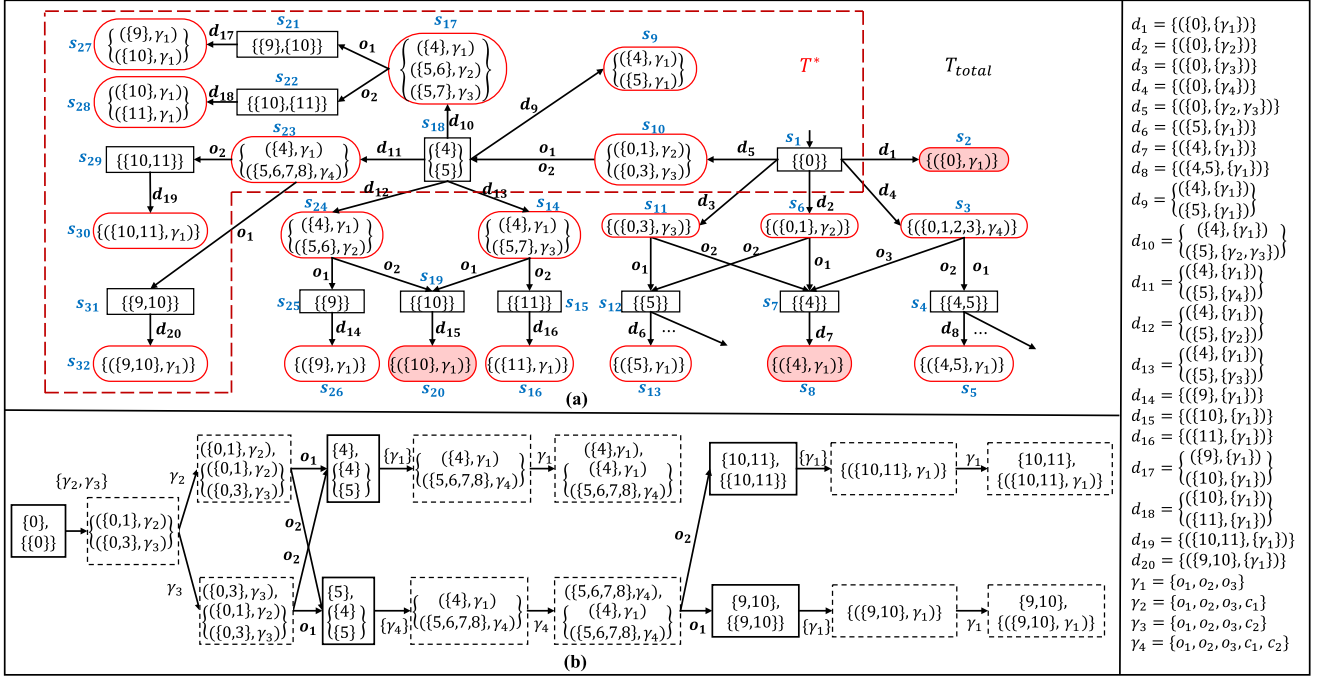 s₂₇
({9}, γ₁)
({10}, γ₁)
d₁₇
s₂₁
{{9},{10}}
o₁
s₁₇
({4}, γ₁)
({5,6}, γ₂)
({5,7}, γ₃)
s₉
({4}, γ₁)
({5}, γ₁)
T*
T_total
s₂₈
({10}, γ₁)
({11}, γ₁)
d₁₈
s₂₂
{{10},{11}}
o₂
d₉
s₁₈
d₁₀
{4}
{5}
s₂₉
{{10,11}}
o₂
s₂₃
({4}, γ₁)
({5,6,7,8}, γ₄)
d₁₁
o₁
o₂
s₁₀
({0,1}, γ₂)
({0,3}, γ₃)
d₅
s₁
{{0}}
d₁
s₂
{({0}, γ₁)}
d₁₉
d₁₂
d₁₃
d₃
d₂
d₄
s₃₀
{({10,11}, γ₁)}
o₁
s₂₄
({4}, γ₁)
({5,6}, γ₂)
s₁₄
({4}, γ₁)
({5,7}, γ₃)
s₁₁
{({0,3}, γ₃)}
s₆
{({0,1}, γ₂)}
s₃
{({0,1,2,3}, γ₄)}
o₁
o₂
o₁
o₂
o₁
o₂
o₂
o₁
o₃
o₂
o₁
s₃₁
{{9,10}}
s₂₅
{{9}}
s₁₉
{{10}}
{{11}}
s₁₅
s₁₂
{{5}}
s₇
{{4}}
s₄
{{4,5}}
d₂₀
d₁₄
d₁₅
d₁₆
d₆
...
d₇
d₈
...
s₃₂
{({9,10}, γ₁)}
{({9}, γ₁)}
{({10}, γ₁)}
{({11}, γ₁)}
{({5}, γ₁)}
{({4}, γ₁)}
{({4,5}, γ₁)}
s₂₆
s₂₀
s₁₆
s₁₃
s₈
s₅
(a)
{0},
{{0}}
{γ₂, γ₃}
({0,1}, γ₂)
({0,3}, γ₃)
γ₂
({0,1}, γ₂),
({0,1}, γ₂)
({0,3}, γ₃)
o₁
{4},
{4}
{5}
{γ₁}
({4}, γ₁)
({5,6,7,8}, γ₄)
γ₁
({4}, γ₁),
({4}, γ₁)
({5,6,7,8}, γ₄)
{10,11},
{{10,11}}
{γ₁}
{({10,11}, γ₁)}
γ₁
{10,11},
{({10,11}, γ₁)}
o₂
o₂
o₂
γ₃
({0,3}, γ₃),
({0,1}, γ₂)
({0,3}, γ₃)
o₁
{5},
{4}
{5}
{γ₄}
({4}, γ₁)
({5,6,7,8}, γ₄)
γ₄
({5,6,7,8}, γ₄),
({4}, γ₁)
({5,6,7,8}, γ₄)
o₁
{9,10},
{{9,10}}
{γ₁}
{({9,10}, γ₁)}
γ₁
{9,10},
{({9,10}, γ₁)}
(b)
d₁ = {({0}, {γ₁})}
d₂ = {({0}, {γ₂})}
d₃ = {({0}, {γ₃})}
d₄ = {({0}, {γ₄})}
d₅ = {({0}, {γ₂, γ₃})}
d₆ = {({5}, {γ₁})}
d₇ = {({4}, {γ₁})}
d₈ = {({4,5}, {γ₁})}
({4}, {γ₁})
d₉ =
({5}, {γ₁})
({4}, {γ₁})
d₁₀ =
({5}, {γ₂, γ₃})
({4}, {γ₁})
d₁₁ =
({5}, {γ₄})
({4}, {γ₁})
d₁₂ =
({5}, {γ₂})
({4}, {γ₁})
d₁₃ =
({5}, {γ₃})
d₁₄ = {({9}, {γ₁})}
d₁₅ = {({10}, {γ₁})}
d₁₆ = {({11}, {γ₁})}
({9}, {γ₁})
d₁₇ =
({10}, {γ₁})
({10}, {γ₁})
d₁₈ =
({11}, {γ₁})
d₁₉ = {({10,11}, {γ₁})}
d₂₀ = {({9,10}, {γ₁})}
γ₁ = {o₁, o₂, o₃}
γ₂ = {o₁, o₂, o₃, c₁}
γ₃ = {o₁, o₂, o₃, c₂}
γ₄ = {o₁, o₂, o₃, c₁, c₂}